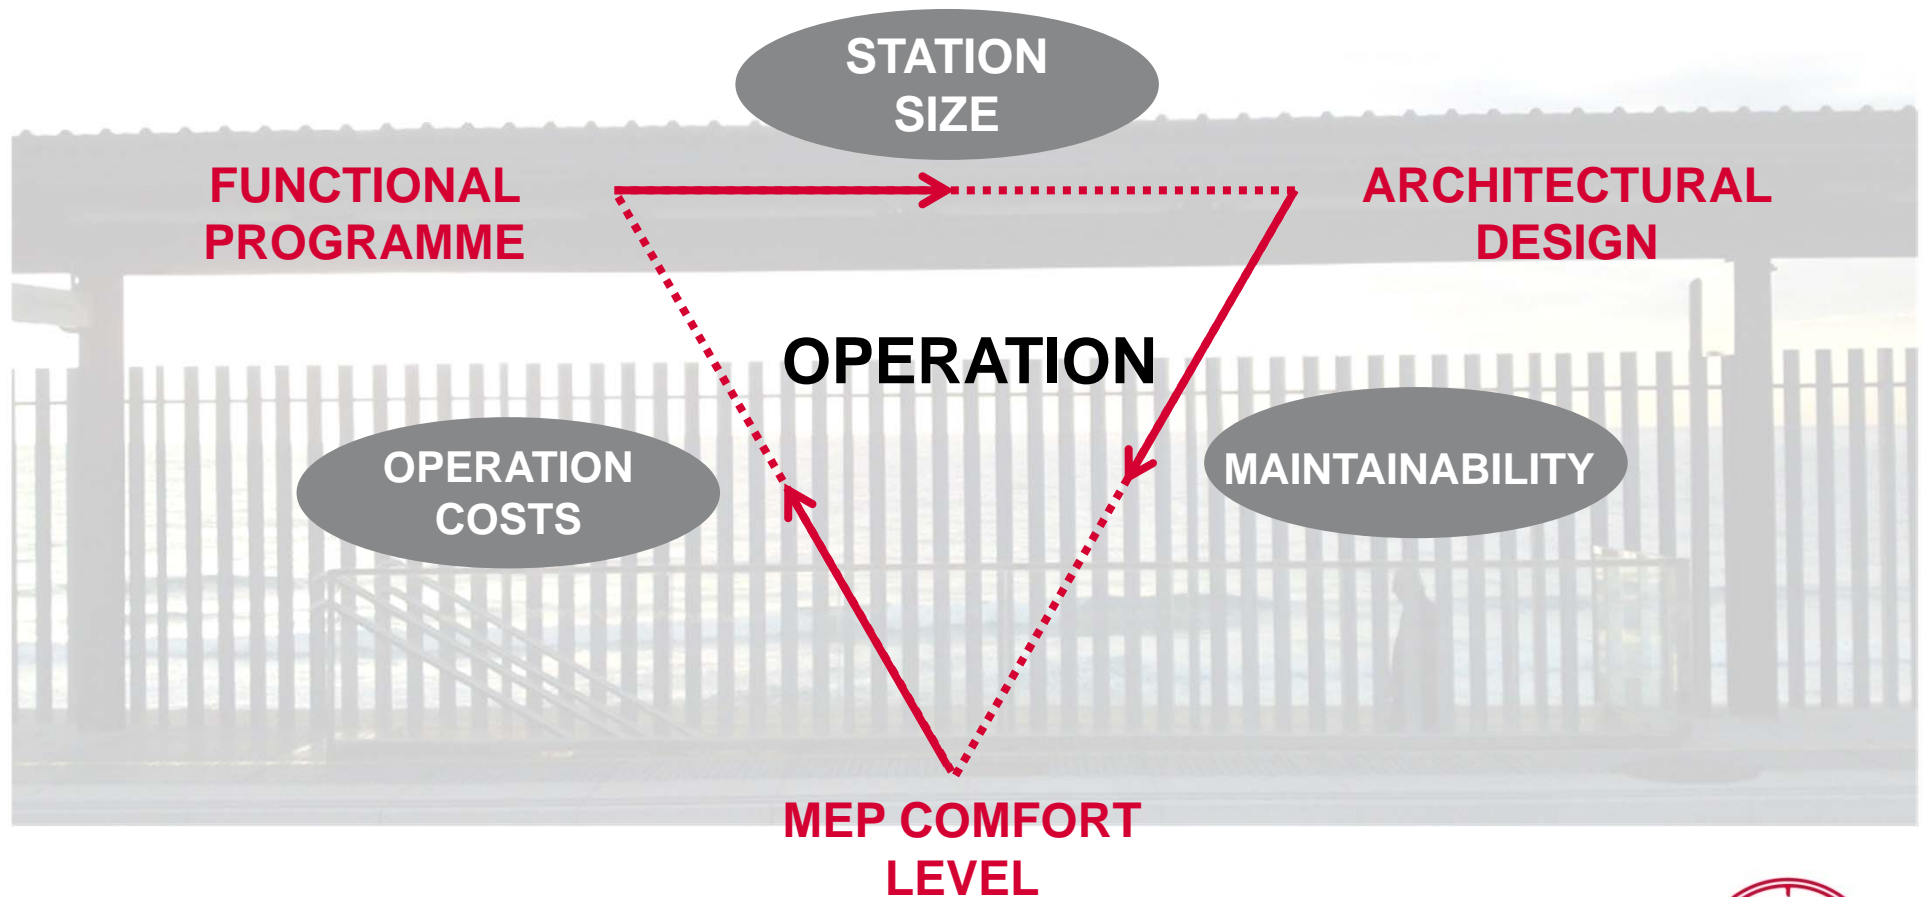 STATION
SIZE
FUNCTIONAL
PROGRAMME
ARCHITECTURAL
DESIGN
OPERATION
OPERATION
COSTS
MAINTAINABILITY
MEP COMFORT
LEVEL